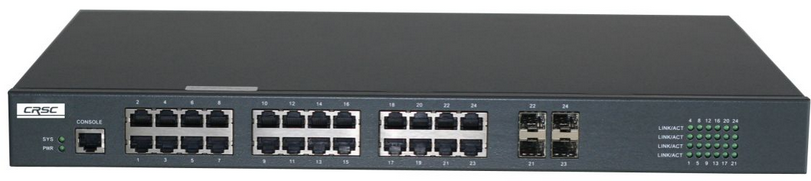 CRSC
CONSOLE
SYS
PWR
2 4 6 8
1 3 5 7
10 12 14 16
9 11 13 15
18 20 22 24
17 19 21 23
22 24
21 23
4 8 12 16 20 24
LINK/ACT
LINK/ACT
LINK/ACT
LINK/ACT
1 5 9 13 17 21